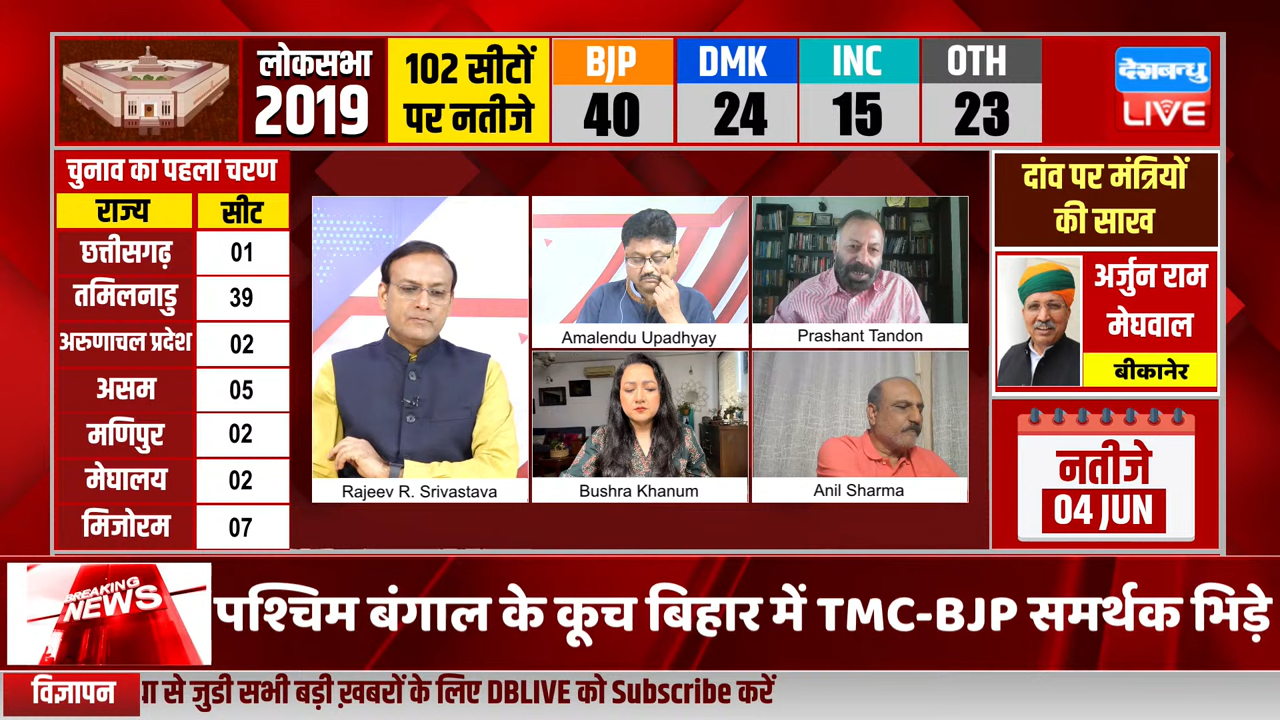 लोकसभा
2019
102 सीटों
पर नतीजे
BJP
40
DMK
24
INC
15
OTH
23
देशबन्धु
LIVE
चुनाव का पहला चरण
राज्य सीट
छत्तीसगढ़ 01
तमिलनाडु 39
अरुणाचल प्रदेश 02
असम 05
मणिपुर 02
मेघालय 02
मिजोरम 07
Rajeev R. Srivastava
Amalendu Upadhyay
Prashant Tandon
Bushra Khanum
Anil Sharma
दांव पर मंत्रियों
की साख
अर्जुन राम
मेघवाल
बीकानेर
नतीजे
04 JUN
BREAKING
NEWS
पश्चिम बंगाल के कूच बिहार में TMC-BJP समर्थक भिड़े
विज्ञापन
से जुडी सभी बड़ी ख़बरों के लिए DBLIVE को Subscribe करें